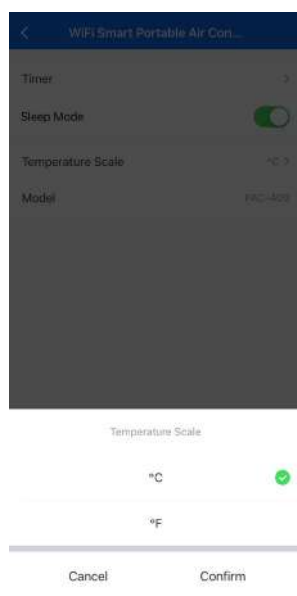 WiFi Smart Portable Air Con...
Timer
Sleep Mode
Temperature Scale °C
Model
Temperature Scale
°C
°F
Cancel Confirm